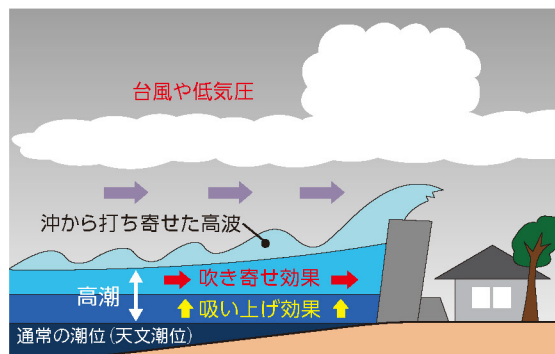 台風や低気圧
沖から打ち寄せた高波
吹き寄せ効果
高潮
吸い上げ効果
通常の潮位(天文潮位)